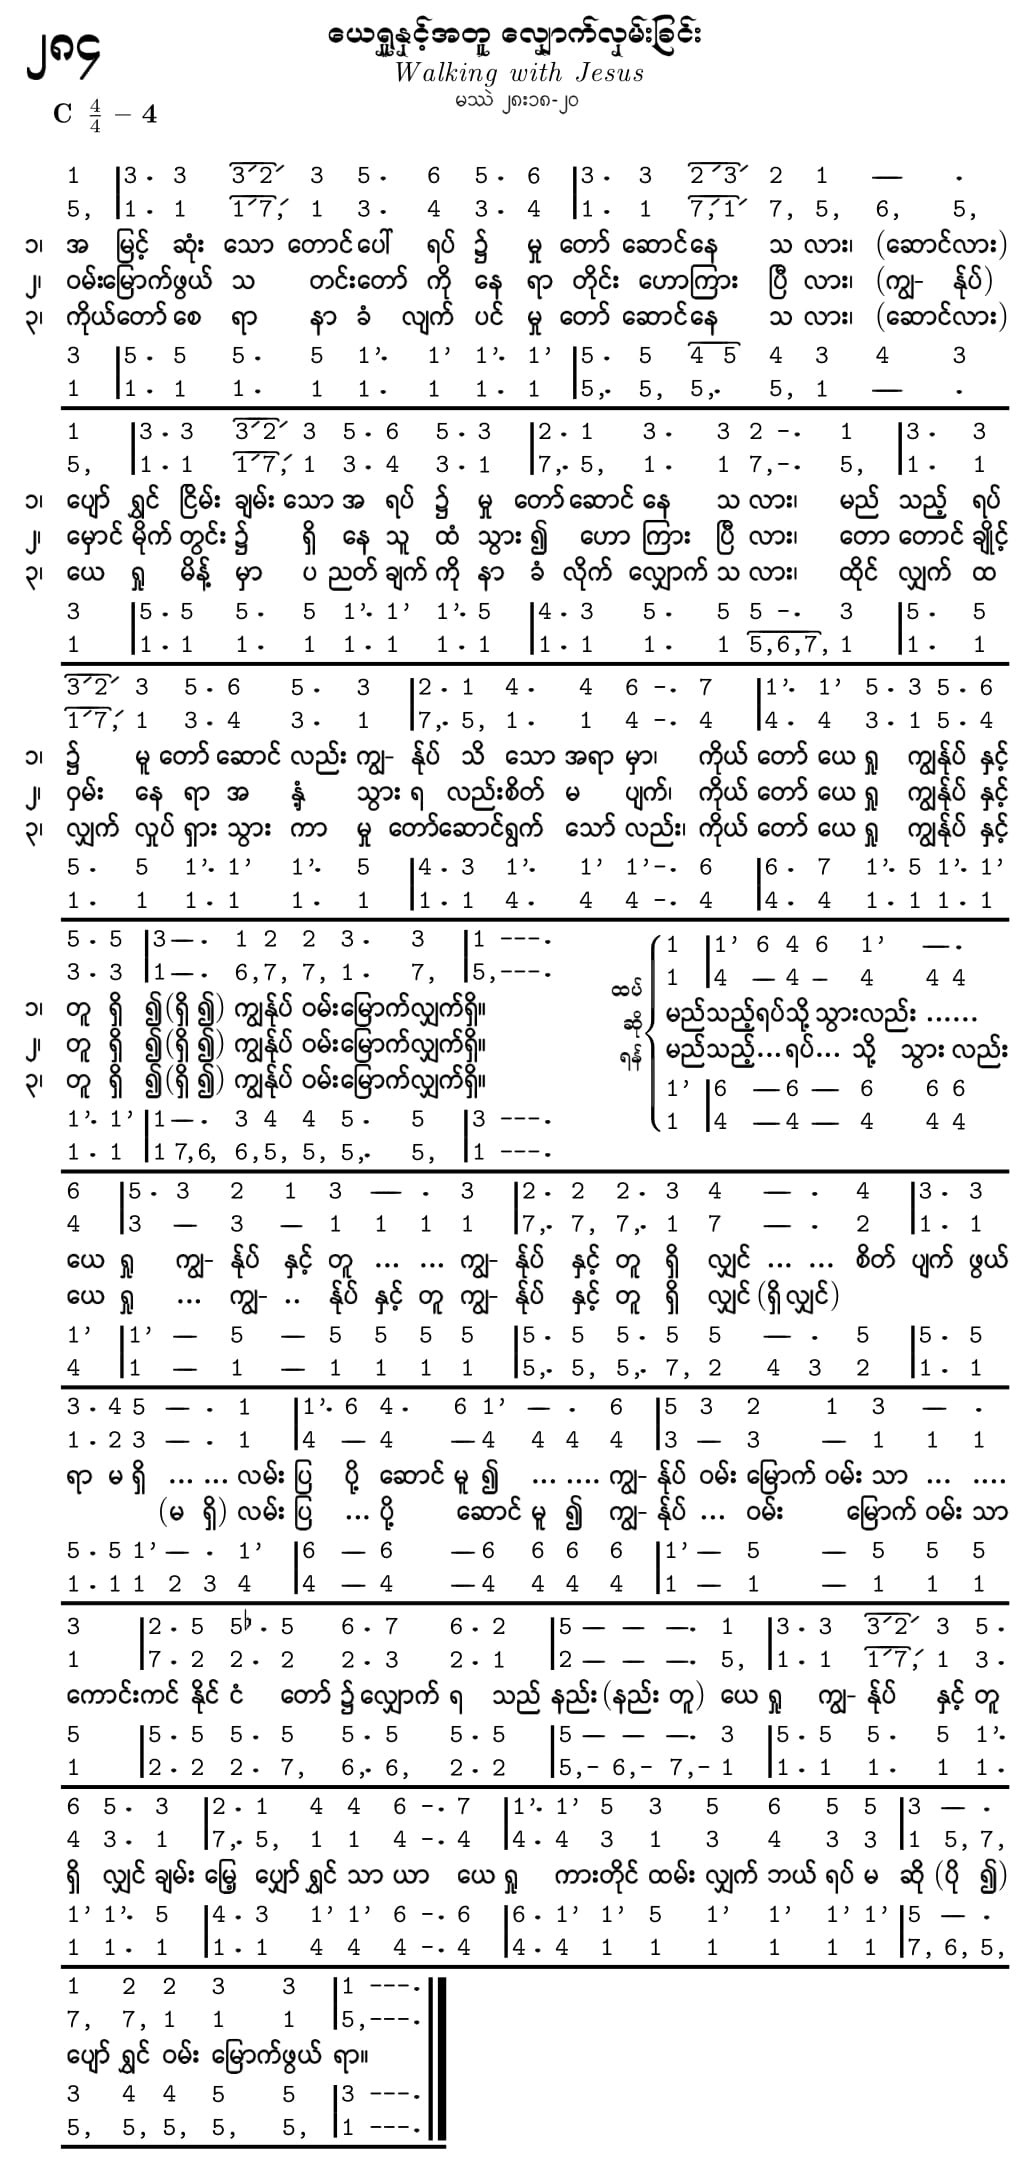 ၂၈၄
ယေရှုနှင့်အတူ လျှောက်လှမ်းခြင်း
Walking with Jesus
မဿဲ ၂၈း၁၈-၂၀
C 4/4 – 4
1 |3 . 3 3′2′ 3 5 . 6 5 . 6 |3 . 3 2′3′ 2 1 — .
5, |1 . 1 1′7,′ 1 3 . 4 3 . 4 |1 . 1 7,′1′ 7, 5, 6, 5,
၁၊ အ မြင့် ဆုံး သော တောင်ပေါ် ရပ် ၌ မှု တော် ဆောင်နေ သ လား၊ (ဆောင်လား)
၂၊ ဝမ်းမြောက်ဖွယ် သ တင်းတော် ကို နေ ရာ တိုင်း ဟောကြား ပြီ လား၊ (ကျွ- န်ုပ်)
၃၊ ကိုယ်တော် စေ ရာ နာ ခံ လျက် ပင် မှု တော် ဆောင်နေ သ လား၊ (ဆောင်လား)
3 |5 . 5 5 . 5 1’. 1’ 1’. 1’ |5 . 5 4 5 4 3 4 3
1 |1 . 1 1 . 1 1 . 1 1 . 1 |5,. 5, 5,. 5, 1 — .
1 |3 . 3 3′2′ 3 5 . 6 5 . 3 |2 . 1 3 . 3 2 -. 1 |3 . 3
5, |1 . 1 1′7,′ 1 3 . 4 3 . 1 |7,. 5, 1 . 1 7,-. 5, |1 . 1
၁၊ ပျော် ရွှင် ငြိမ်း ချမ်း သော အ ရပ် ၌ မှု တော် ဆောင် နေ သ လား၊ မည် သည့် ရပ်
၂၊ မှောင် မိုက် တွင်း ၌ ရှိ နေ သူ ထံ သွား ၍ ဟော ကြား ပြီ လား၊ တော တောင် ချိုင့်
၃၊ ယေ ရှု မိန့် မှာ ပ ညတ် ချက် ကို နာ ခံ လိုက် လျှောက် သ လား၊ ထိုင် လျှက် ထ
3 |5 . 5 5 . 5 1’. 1’ 1’. 5 |4 . 3 5 . 5 5 -. 3 |5 . 5
1 |1 . 1 1 . 1 1 . 1 1 . 1 |1 . 1 1 . 1 5,6,7, 1 |1 . 1
3′2′ 3 5 . 6 5 . 3 |2 . 1 4 . 4 6 -. 7 |1’. 1’ 5 . 3 5 . 6
1′7,′ 1 3 . 4 3 . 1 |7,. 5, 1 . 1 4 -. 4 |4 . 4 3 . 1 5 . 4
၁၊ ၌ မူ တော် ဆောင် လည်း ကျွ- န်ုပ် သိ သော အရာ မှာ၊ ကိုယ် တော် ယေ ရှု ကျွန်ုပ် နှင့်
၂၊ ဝှမ်း နေ ရာ အ နှံ့ သွား ရ လည်းစိတ် မ ပျက်၊ ကိုယ် တော် ယေ ရှု ကျွန်ုပ် နှင့်
၃၊ လျှက် လှုပ် ရှား သွား ကာ မှု တော်ဆောင်ရွက် သော် လည်း၊ ကိုယ် တော် ယေ ရှု ကျွန်ုပ် နှင့်
5 . 5 1’. 1’ 1’. 5 |4 . 3 1’. 1’ 1’-. 6 |6 . 7 1’. 5 1’. 1’
1 . 1 1 . 1 1 . 1 |1 . 1 4 . 4 4 -. 4 |4 . 4 1 . 1 1 . 1
5 . 5 |3—. 1 2 2 3 . 3 |1 ---.
3 . 3 |1—. 6,7, 7, 1 . 7, |5,---.
၁၊ တူ ရှိ ၍(ရှိ ၍) ကျွန်ုပ် ဝမ်းမြောက်လျှက်ရှိ။
၂၊ တူ ရှိ ၍(ရှိ ၍) ကျွန်ုပ် ဝမ်းမြောက်လျှက်ရှိ။
၃၊ တူ ရှိ ၍(ရှိ ၍) ကျွန်ုပ် ဝမ်းမြောက်လျှက်ရှိ။
1’. 1’ |1—. 3 4 4 5 . 5 |3 ---.
1 . 1 |1 7,6, 6,5, 5, 5,. 5, |1 ---.
ထပ်
ဆို
ရန်
1 |1’ 6 4 6 1’ —.
1 |4 —4 – 4 4 4
မည်သည့်ရပ်သို့ သွားလည်း ......
မည်သည့်...ရပ်... သို့ သွား လည်း
1’ |6 —6 — 6 6 6
1 |4 —4 — 4 4 4
6 |5 . 3 2 1 3 — . 3 |2 . 2 2 . 3 4 — . 4 |3 . 3
4 |3 — 3 — 1 1 1 1 |7,. 7, 7,. 1 7 — . 2 |1 . 1
ယေ ရှု ကျွ- န်ုပ် နှင့် တူ ... ... ကျွ- န်ုပ် နှင့် တူ ရှိ လျှင် ... ... စိတ် ပျက် ဖွယ်
ယေ ရှု ... ကျွ- .. န်ုပ် နှင့် တူ ကျွ- န်ုပ် နှင့် တူ ရှိ လျှင် (ရှိလျှင်)
1’ |1’ — 5 — 5 5 5 5 |5 . 5 5 . 5 5 — . 5 |5 . 5
4 |1 — 1 — 1 1 1 1 |5,. 5, 5,. 7, 2 4 3 2 |1 . 1
3 . 4 5 — . 1 |1’. 6 4 . 6 1’ — . 6 |5 3 2 1 3 — .
1 . 2 3 — . 1 |4 — 4 —4 4 4 4 |3 — 3 — 1 1 1
ရာ မ ရှိ ... ... လမ်း ပြ ပို့ ဆောင် မူ ၍ ... .... ကျွ- န်ုပ် ဝမ်း မြောက် ဝမ်း သာ ... ....
(မ ရှိ) လမ်း ပြ ... ပို့ ဆောင် မူ ၍ ကျွ- န်ုပ် ... ဝမ်း မြောက် ဝမ်း သာ
5 . 5 1’ — . 1’ |6 — 6 —6 6 6 6 |1’ — 5 — 5 5 5
1 . 1 1 2 3 4 |4 — 4 —4 4 4 4 |1 — 1 — 1 1 1
3 |2 . 5 5♭. 5 6 . 7 6 . 2 |5 — — —. 1 |3 . 3 3′2′ 3 5 .
1 |7 . 2 2 . 2 2 . 3 2 . 1 |2 — — —. 5, |1 . 1 1′7,′ 1 3 .
ကောင်းကင် နိုင် ငံ တော် ၌ လျှောက် ရ သည် နည်း (နည်း တူ) ယေ ရှု ကျွ- န်ုပ် နှင့် တူ
5 |5 . 5 5 . 5 5 . 5 5 . 5 |5 — — —. 3 |5 . 5 5 . 5 1’.
1 |2 . 2 2 . 7, 6,. 6, 2 . 2 |5,– 6,– 7,– 1 |1 . 1 1 . 1 1 .
6 5 . 3 |2 . 1 4 4 6 -. 7 |1’. 1’ 5 3 5 6 5 5 |3 — .
4 3 . 1 |7,. 5, 1 1 4 -. 4 |4 . 4 3 1 3 4 3 3 |1 5, 7,
ရှိ လျှင် ချမ်း မြေ့ ပျှော် ရွှင် သာ ယာ ယေ ရှု ကားတိုင် ထမ်း လျှက် ဘယ် ရပ် မ ဆို (ပို ၍)
1’ 1’. 5 |4 . 3 1’ 1’ 6 -. 6 |6 . 1’ 1’ 5 1’ 1’ 1’ 1’ |5 — .
1 1 . 1 |1 . 1 4 4 4 -. 4 |4 . 4 1 1 1 1 1 1 |7, 6, 5,
1 2 2 3 3 |1 ---.
7, 7, 1 1 1 |5,---.
ပျော် ရွှင် ဝမ်း မြောက်ဖွယ် ရာ။
3 4 4 5 5 |3 ---.
5, 5, 5, 5, 5, |1 ---.